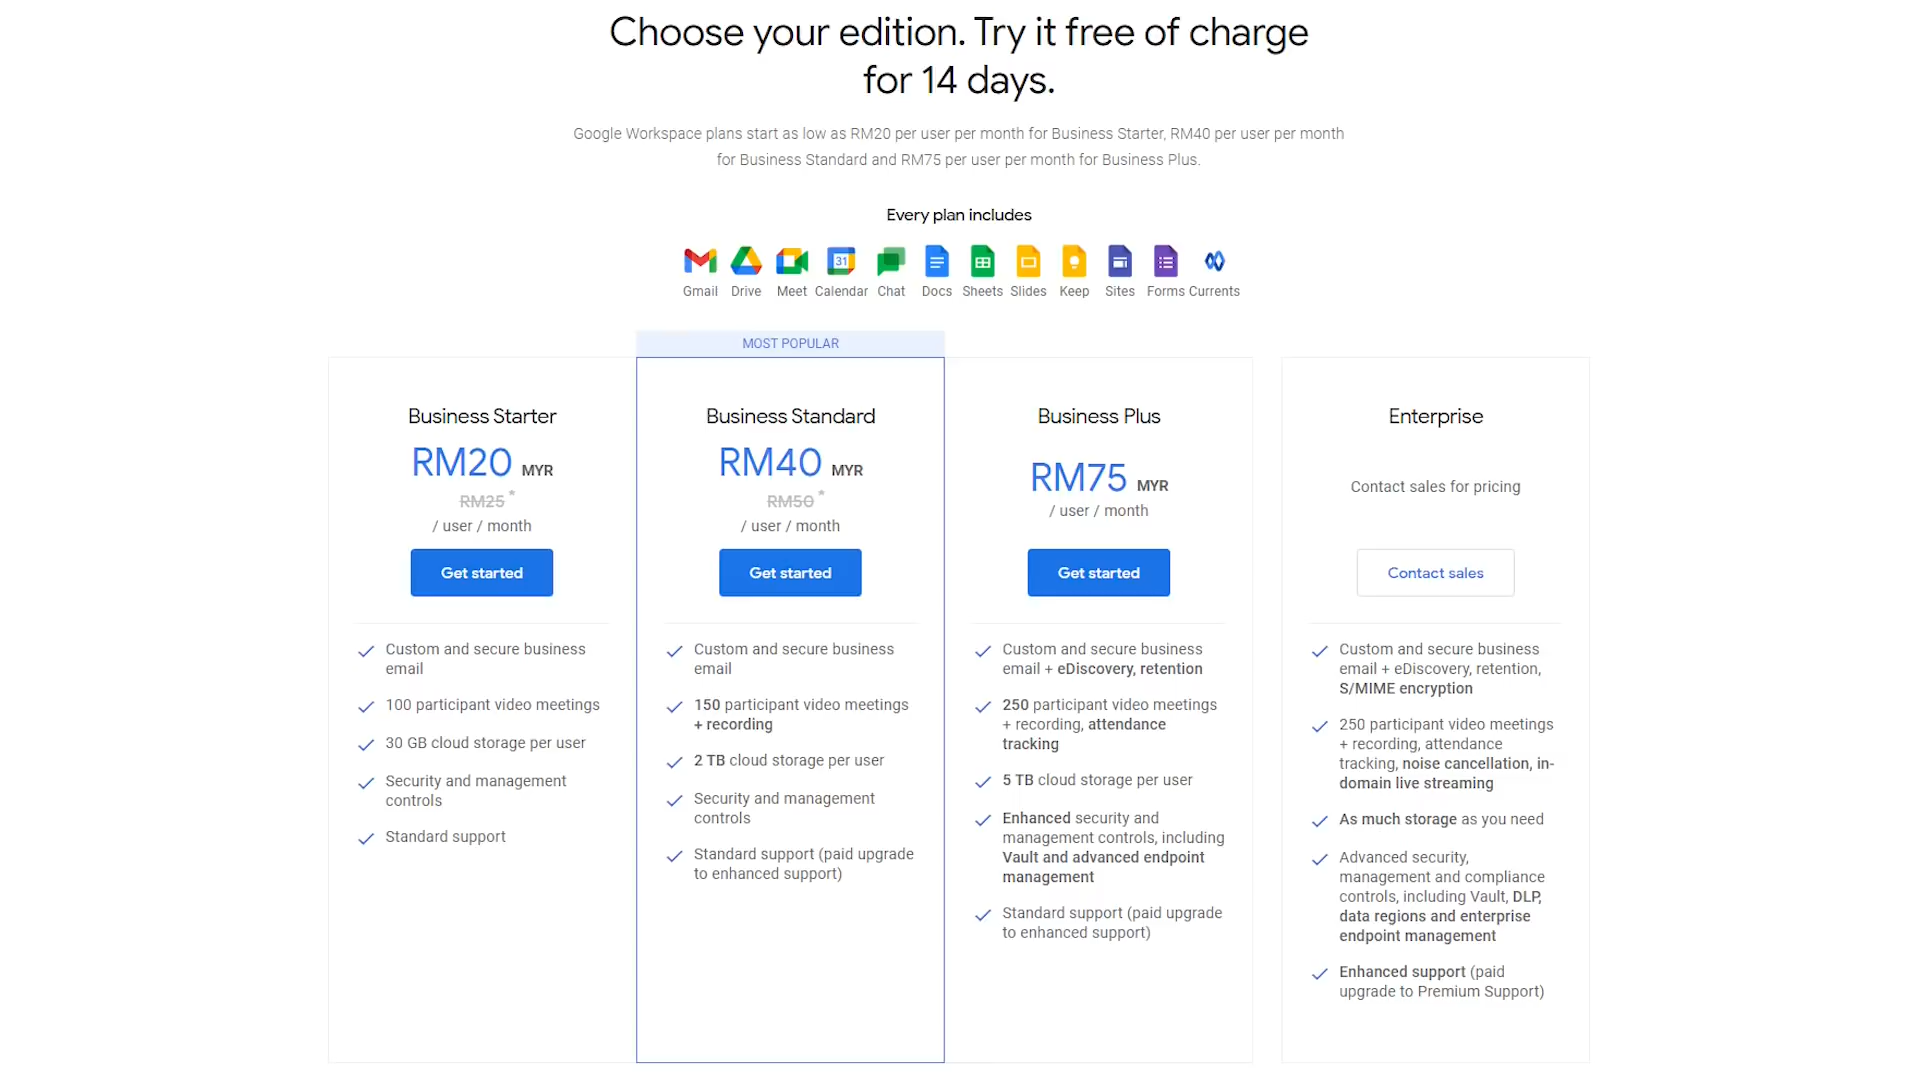 Choose your edition. Try it free of charge
for 14 days.
Google Workspace plans start as low as RM20 per user per month for Business Starter, RM40 per user per month
for Business Standard and RM75 per user per month for Business Plus.
Every plan includes
31
Gmail Drive Meet Calendar Chat Docs Sheets Slides Keep Sites Forms Currents
MOST POPULAR
Business Starter
RM20 MYR
RM25 *
/ user / month
Get started
Custom and secure business
email
100 participant video meetings
30 GB cloud storage per user
Security and management
controls
Standard support
Business Standard
RM40 MYR
RM50 *
/ user / month
Get started
Custom and secure business
email
150 participant video meetings
+ recording
2 TB cloud storage per user
Security and management
controls
Standard support (paid upgrade
to enhanced support)
Business Plus
RM75 MYR
/ user / month
Get started
Custom and secure business
email + eDiscovery, retention
250 participant video meetings
+ recording, attendance
tracking
5 TB cloud storage per user
Enhanced security and
management controls, including
Vault and advanced endpoint
management
Standard support (paid upgrade
to enhanced support)
Enterprise
Contact sales for pricing
Contact sales
Custom and secure business
email + eDiscovery, retention,
S/MIME encryption
250 participant video meetings
+ recording, attendance
tracking, noise cancellation, in-
domain live streaming
As much storage as you need
Advanced security,
management and compliance
controls, including Vault, DLP,
data regions and enterprise
endpoint management
Enhanced support (paid
upgrade to Premium Support)